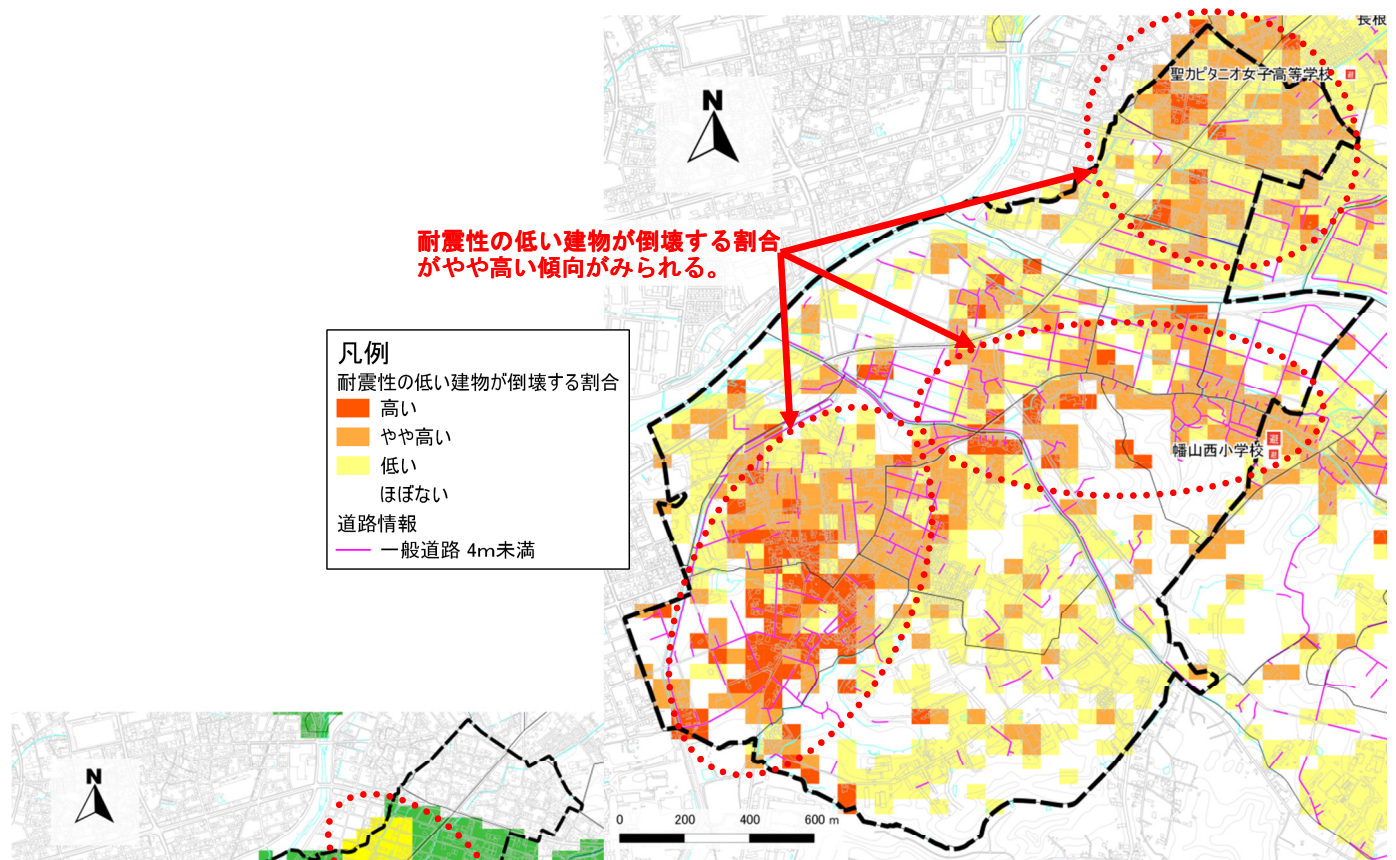 長根
聖カピタニオ女子高等学校
避
N
耐震性の低い建物が倒壊する割合
がやや高い傾向がみられる。
凡例
耐震性の低い建物が倒壊する割合
高い
やや高い
低い
ほぼない
道路情報
一般道路 4m未満
避
幡山西小学校
避
N
0 200 400 600 m